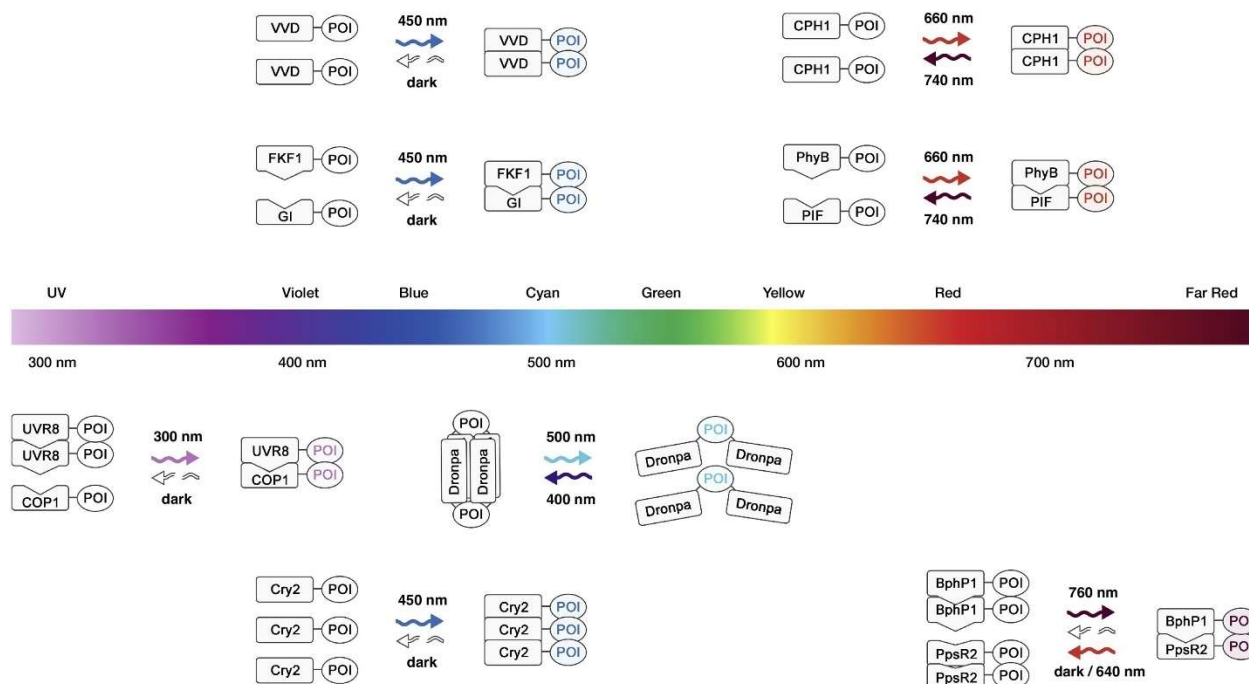 VVD POI
VVD POI
450 nm
dark
VVD POI
VVD POI
CPH1 POI
CPH1 POI
660 nm
740 nm
CPH1 POI
CPH1 POI
FKF1 POI
GI POI
450 nm
dark
FKF1 POI
GI POI
PhyB POI
PIF POI
660 nm
740 nm
PhyB POI
PIF POI
UV Violet Blue Cyan Green Yellow Red Far Red
300 nm 400 nm 500 nm 600 nm 700 nm
UVR8 POI
UVR8 POI
COP1 POI
300 nm
dark
UVR8 POI
COP1 POI
POI
Dronpa Dronpa
POI
500 nm
400 nm
POI
Dronpa Dronpa
POI
Dronpa Dronpa
Cry2 POI
Cry2 POI
Cry2 POI
450 nm
dark
Cry2 POI
Cry2 POI
Cry2 POI
BphP1 POI
BphP1 POI
PpsR2 POI
PpsR2 POI
760 nm
dark / 640 nm
BphP1 PO
PpsR2 PO